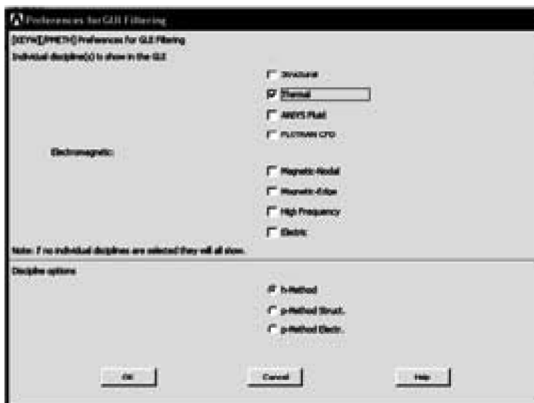 Preferences for GUI Filtering
[KEYW][/PMETH] Preferences for GUI Filtering
Individual discipline(s) to show in the GUI
Structural
Thermal
ANSYS Fluid
FLOTRAN CFD
Electromagnetic:
Magnetic-Nodal
Magnetic-Edge
High Frequency
Electric
Note: If no individual disciplines are selected they will all show.
Discipline options
h-Method
p-Method Struct.
p-Method Electr.
OK
Cancel
Help